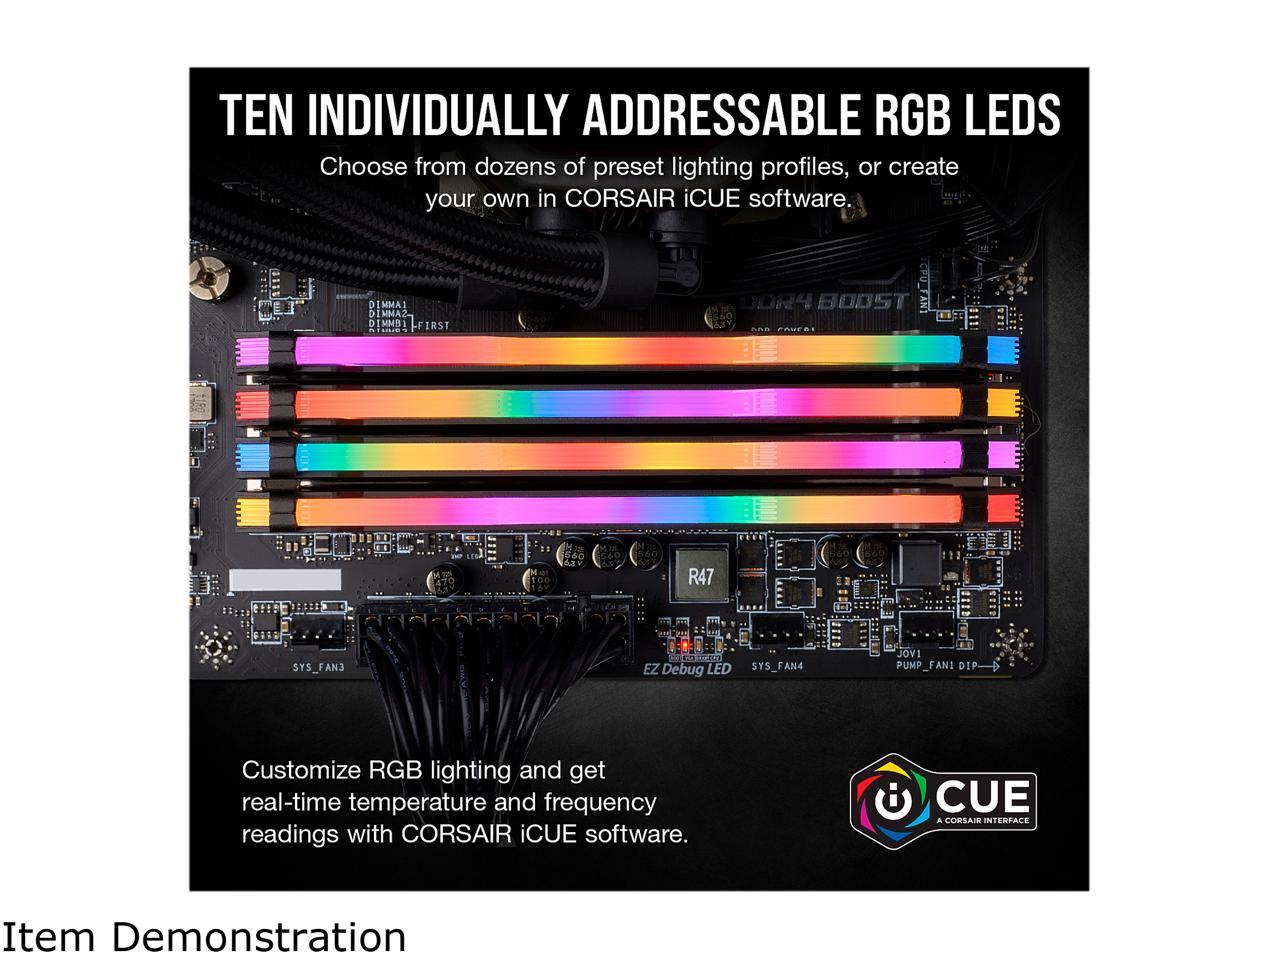 TEN INDIVIDUALLY ADDRESSABLE RGB LEDS
Choose from dozens of preset lighting profiles, or create
your own in CORSAIR iCUE software.
CPU_FAN1
DDR4 BOOST
DIMMA1
DIMMA2
DIMMB1
FIRST
560
6.3V
XMP LED
M
560
6.3V
560
6.3V
M
470
6.3V
M
100
16V
R47
SYS_FAN3
EZ Debug LED
SYS_FAN4
JOV1
PUMP_FAN1 DIP
Customize RGB lighting and get
real-time temperature and frequency
readings with CORSAIR iCUE software.
iCUE
A CORSAIR INTERFACE
Item Demonstration